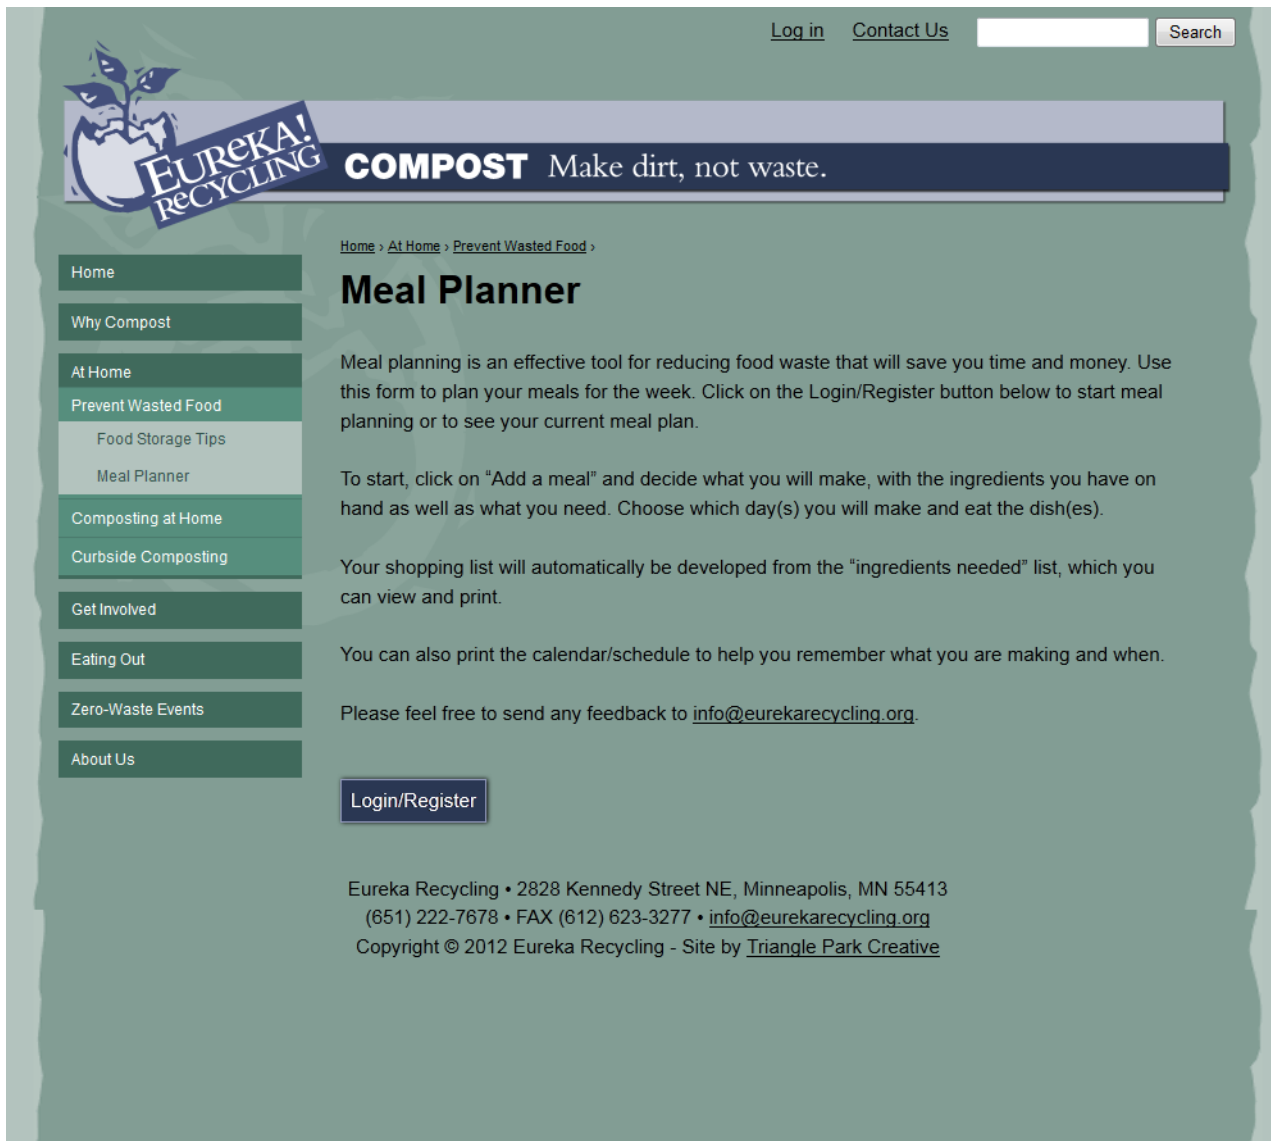 Log in Contact Us Search
EUREKA!
RECYCLING
COMPOST Make dirt, not waste.
Home › At Home › Prevent Wasted Food ›
Meal Planner
Home
Why Compost
At Home
Prevent Wasted Food
Food Storage Tips
Meal Planner
Composting at Home
Curbside Composting
Get Involved
Eating Out
Zero-Waste Events
About Us
Meal planning is an effective tool for reducing food waste that will save you time and money. Use
this form to plan your meals for the week. Click on the Login/Register button below to start meal
planning or to see your current meal plan.
To start, click on “Add a meal” and decide what you will make, with the ingredients you have on
hand as well as what you need. Choose which day(s) you will make and eat the dish(es).
Your shopping list will automatically be developed from the “ingredients needed” list, which you
can view and print.
You can also print the calendar/schedule to help you remember what you are making and when.
Please feel free to send any feedback to info@eurekarecycling.org.
Login/Register
Eureka Recycling • 2828 Kennedy Street NE, Minneapolis, MN 55413
(651) 222-7678 • FAX (612) 623-3277 • info@eurekarecycling.org
Copyright © 2012 Eureka Recycling - Site by Triangle Park Creative